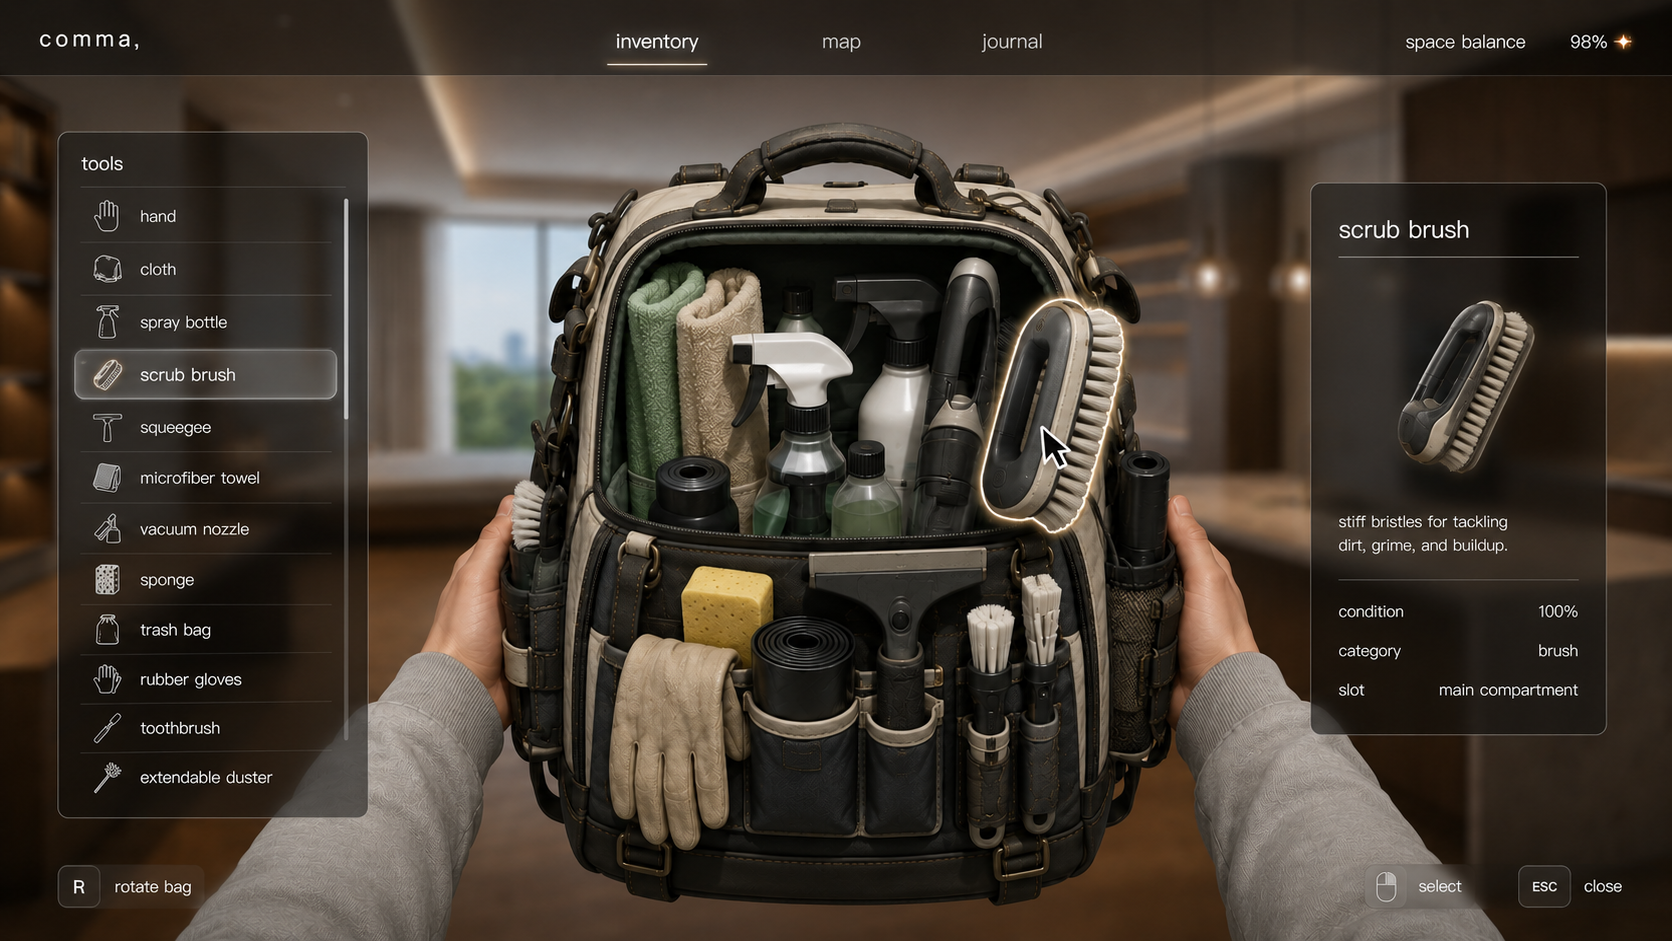 comma,
inventory
map
journal
space balance
98%
tools
hand
cloth
spray bottle
scrub brush
squeegee
microfiber towel
vacuum nozzle
sponge
trash bag
rubber gloves
toothbrush
extendable duster
scrub brush
stiff bristles for tackling
dirt, grime, and buildup.
condition 100%
category brush
slot main compartment
R rotate bag
select
ESC close